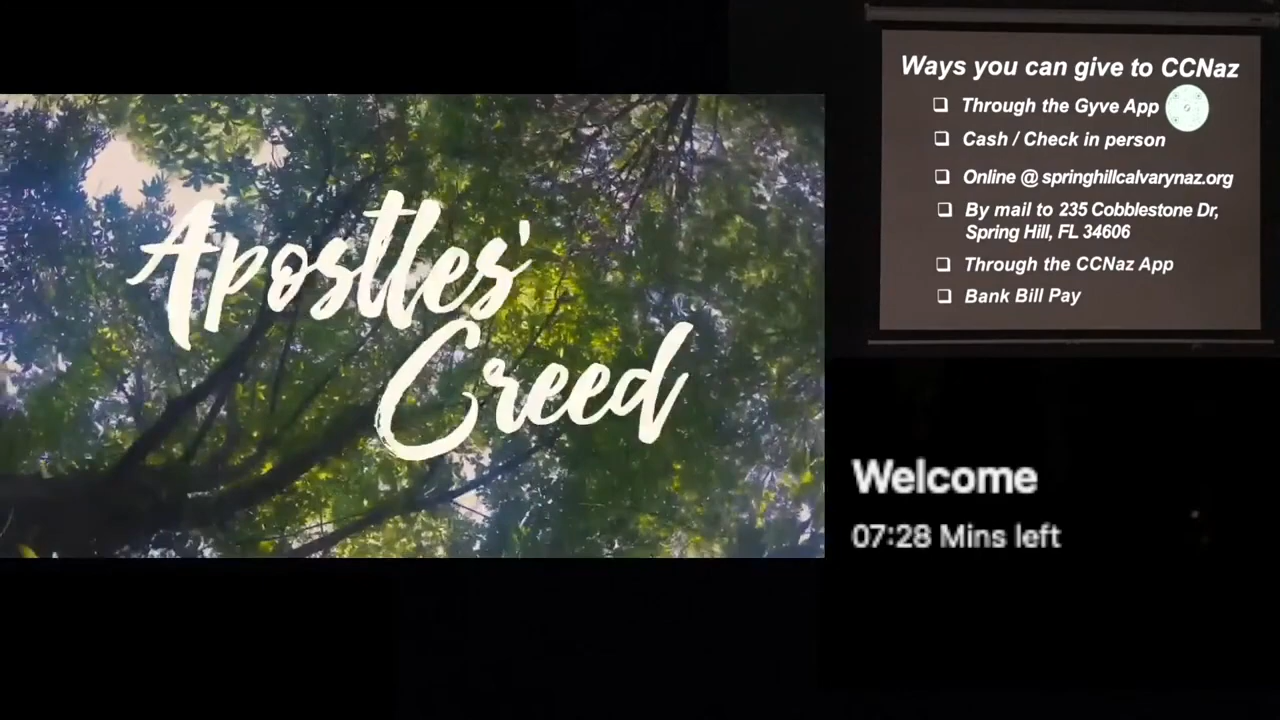 Apostles'
Creed
Ways you can give to CCNaz
❑ Through the Gyve App
❑ Cash / Check in person
❑ Online @ springhillcalvarynaz.org
❑ By mail to 235 Cobblestone Dr,
Spring Hill, FL 34606
❑ Through the CCNaz App
❑ Bank Bill Pay
Welcome
07:28 Mins left